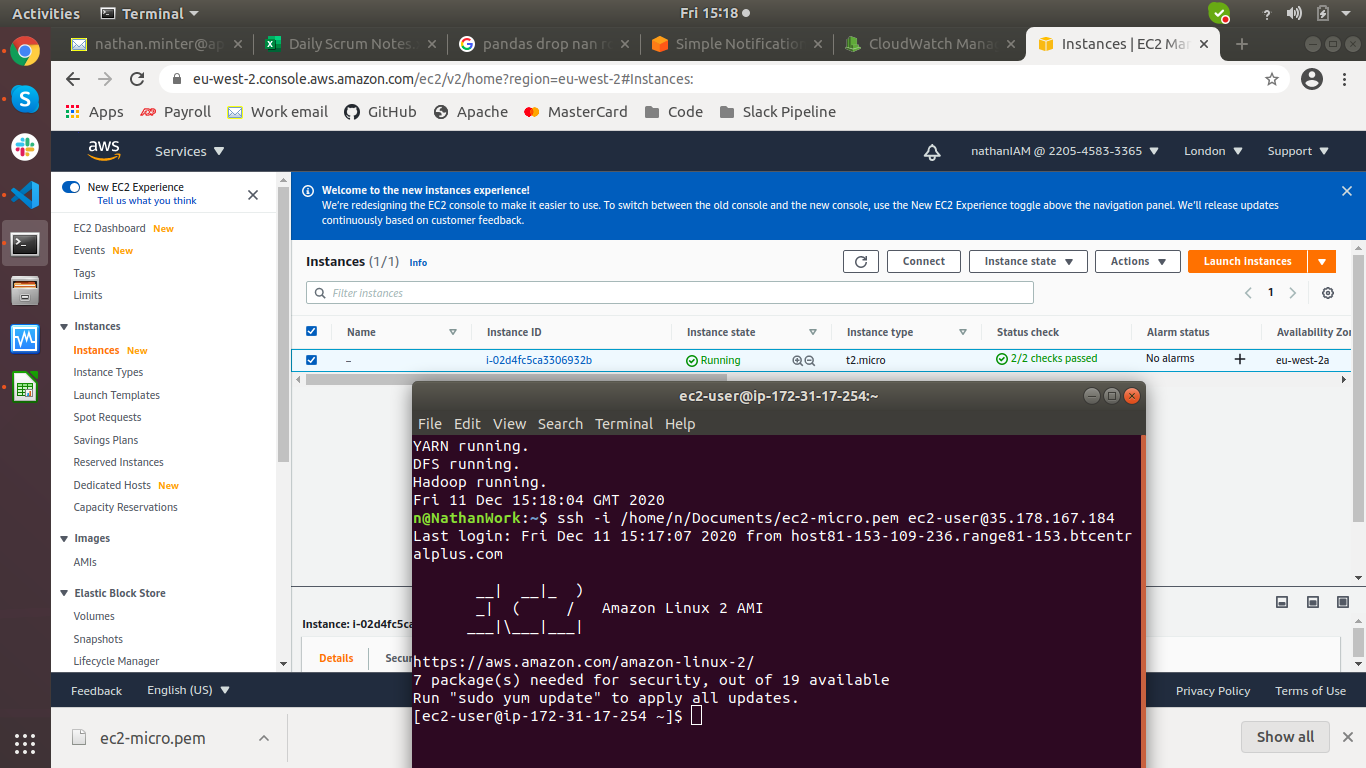 Activities Terminal Fri 15:18
nathan.minter@ap Daily Scrum Notes. pandas drop nan r Simple Notification CloudWatch Mana Instances | EC2 Man
eu-west-2.console.aws.amazon.com/ec2/v2/home?region=eu-west-2#Instances:
Apps Payroll Work email GitHub Apache MasterCard Code Slack Pipeline
aws Services nathanIAM @ 2205-4583-3365 London Support
New EC2 Experience
Tell us what you think
EC2 Dashboard New
Events New
Tags
Limits
Instances
Instances New
Instance Types
Launch Templates
Spot Requests
Savings Plans
Reserved Instances
Dedicated Hosts New
Capacity Reservations
Images
AMIs
Elastic Block Store
Volumes
Snapshots
Lifecycle Manager
Welcome to the new instances experience!
We're redesigning the EC2 console to make it easier to use. To switch between the old console and the new console, use the New EC2 Experience toggle above the navigation panel. We'll release updates
continuously based on customer feedback.
Instances (1/1) Info Connect Instance state Actions Launch instances
Filter instances 1
Name Instance ID Instance state Instance type Status check Alarm status Availability Zo
– i-02d4fc5ca3306932b Running t2.micro 2/2 checks passed No alarms + eu-west-2a
Instance: i-02d4fc5ca
Details Secu
ec2-user@ip-172-31-17-254:~
File Edit View Search Terminal Help
YARN running.
DFS running.
Hadoop running.
Fri 11 Dec 15:18:04 GMT 2020
n@NathanWork:~$ ssh -i /home/n/Documents/ec2-micro.pem ec2-user@35.178.167.184
Last login: Fri Dec 11 15:17:07 2020 from host81-153-109-236.range81-153.btcentr
alplus.com
__| __|_ )
_| ( / Amazon Linux 2 AMI
___|\___|___|
https://aws.amazon.com/amazon-linux-2/
7 package(s) needed for security, out of 19 available
Run "sudo yum update" to apply all updates.
[ec2-user@ip-172-31-17-254 ~]$
Feedback English (US) Privacy Policy Terms of Use
ec2-micro.pem Show all